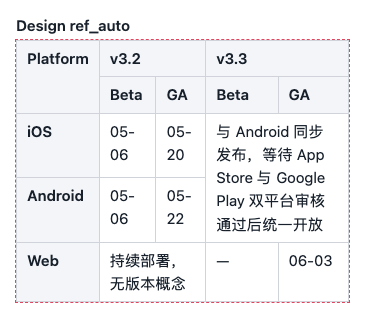 Design ref_auto
Platform v3.2 v3.3
Beta GA Beta GA
iOS
05-
06
05-
20
与 Android 同步
发布，等待 App
Store 与 Google
Play 双平台审核
通过后统一开放
Android
05-
06
05-
22
Web
持续部署，
无版本概念
—
06-03